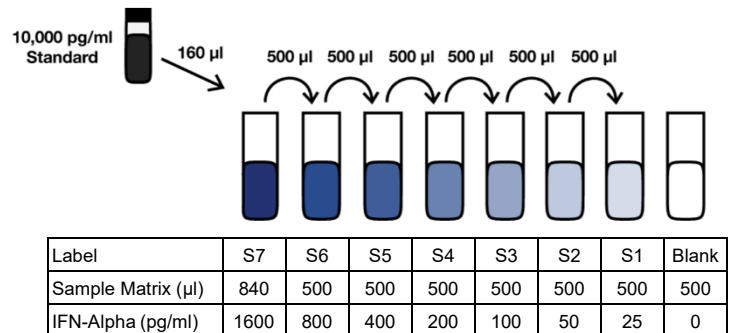 10,000 pg/ml
Standard
160 µl
500 µl 500 µl 500 µl 500 µl 500 µl 500 µl
Label S7 S6 S5 S4 S3 S2 S1 Blank
Sample Matrix (µl) 840 500 500 500 500 500 500 500
IFN-Alpha (pg/ml) 1600 800 400 200 100 50 25 0